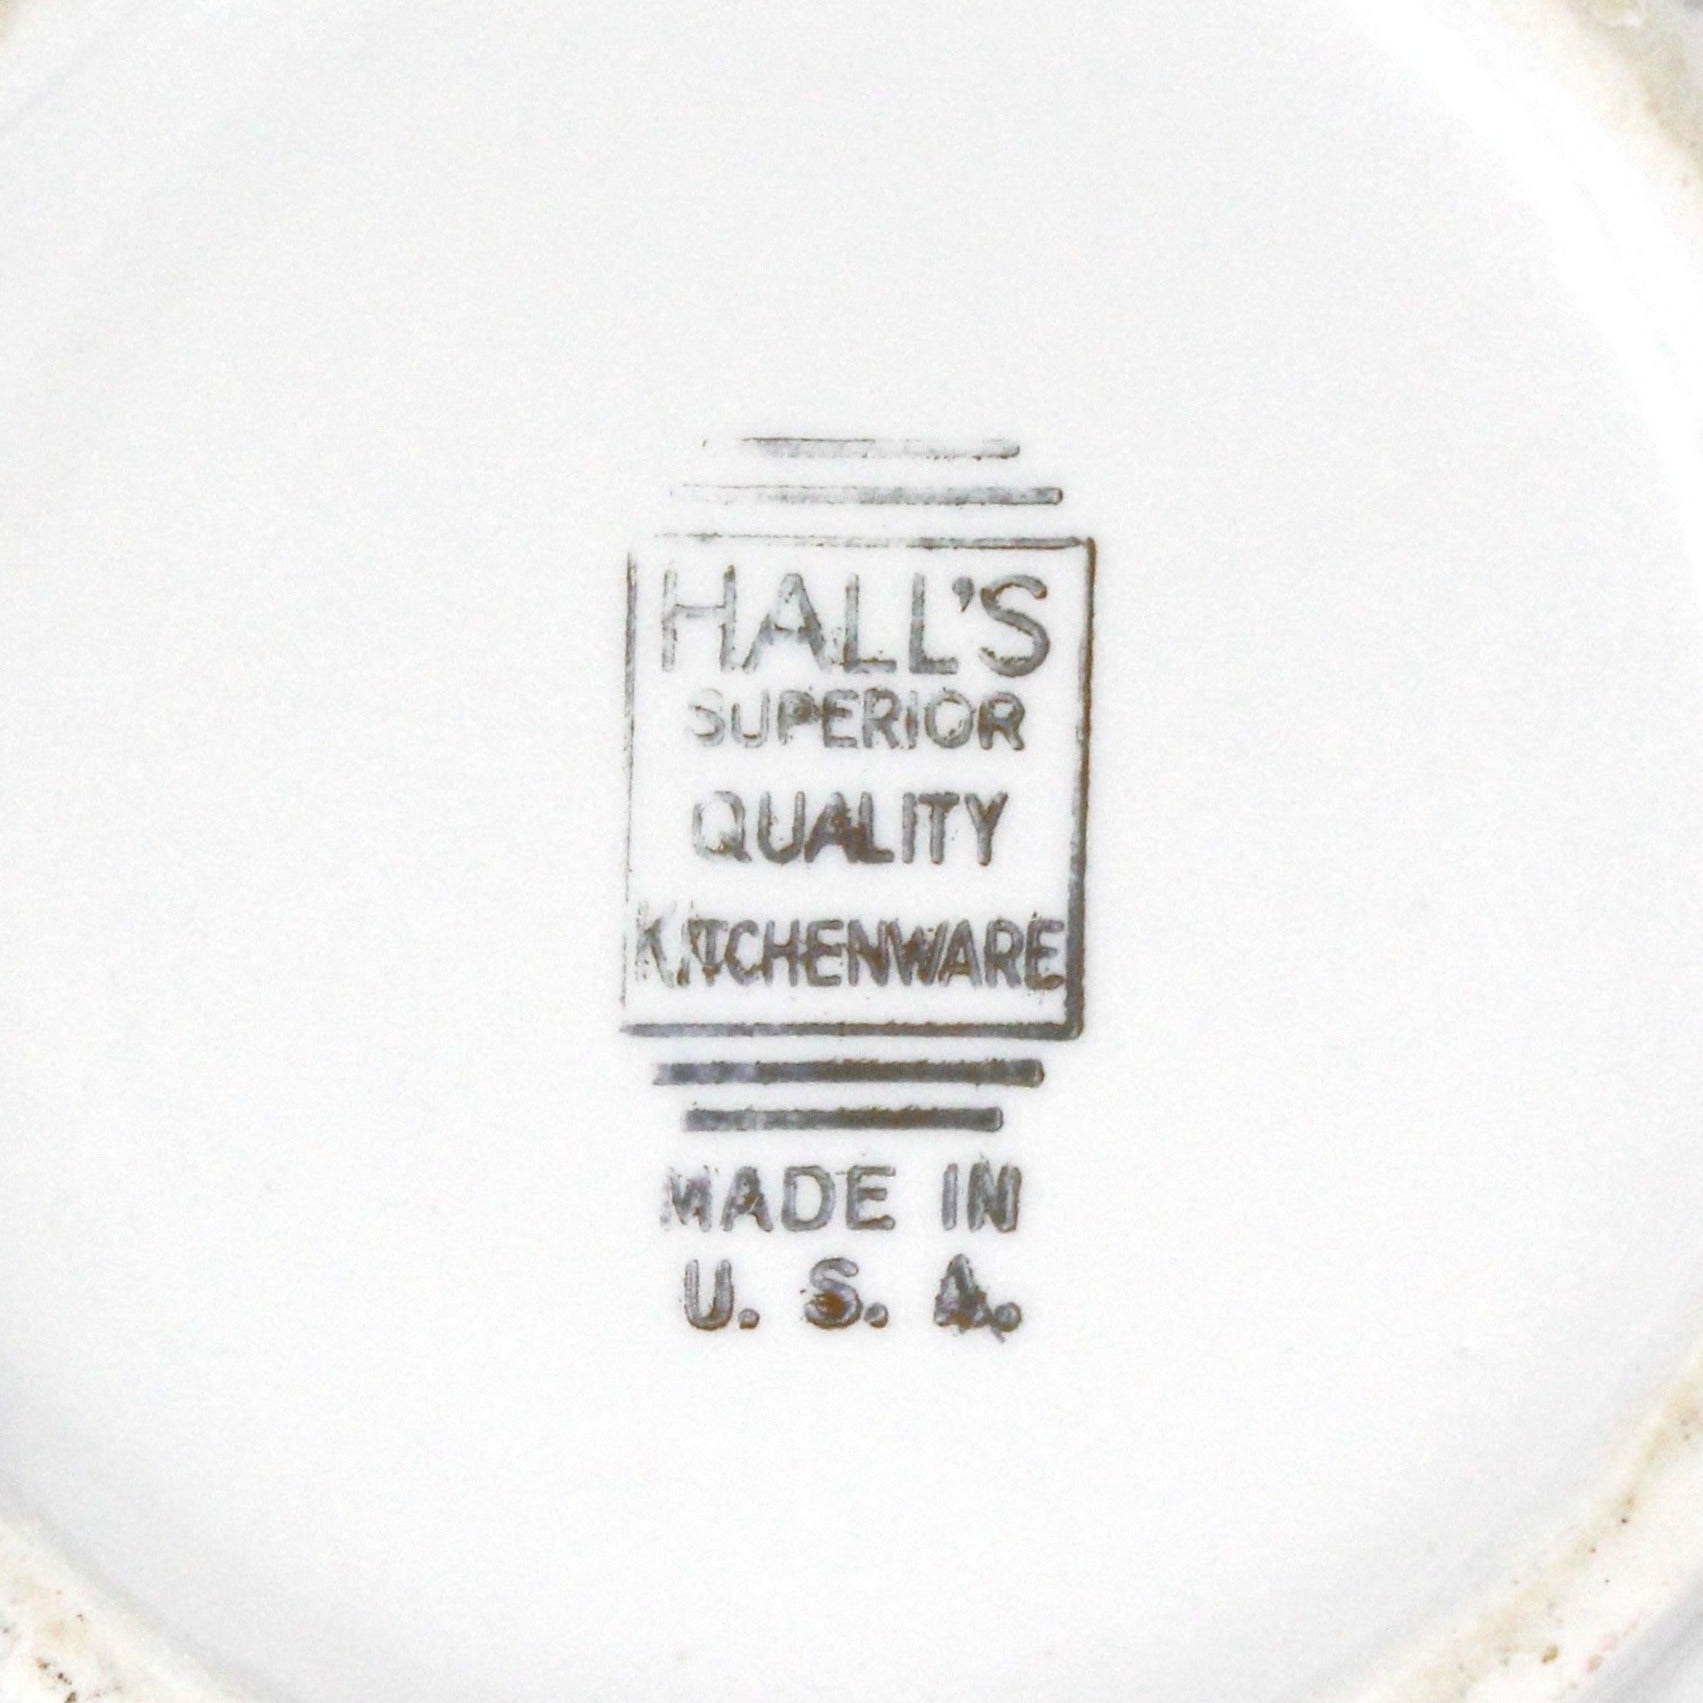 HALL'S
SUPERIOR
QUALITY
KITCHENWARE
MADE IN
U. S. A.